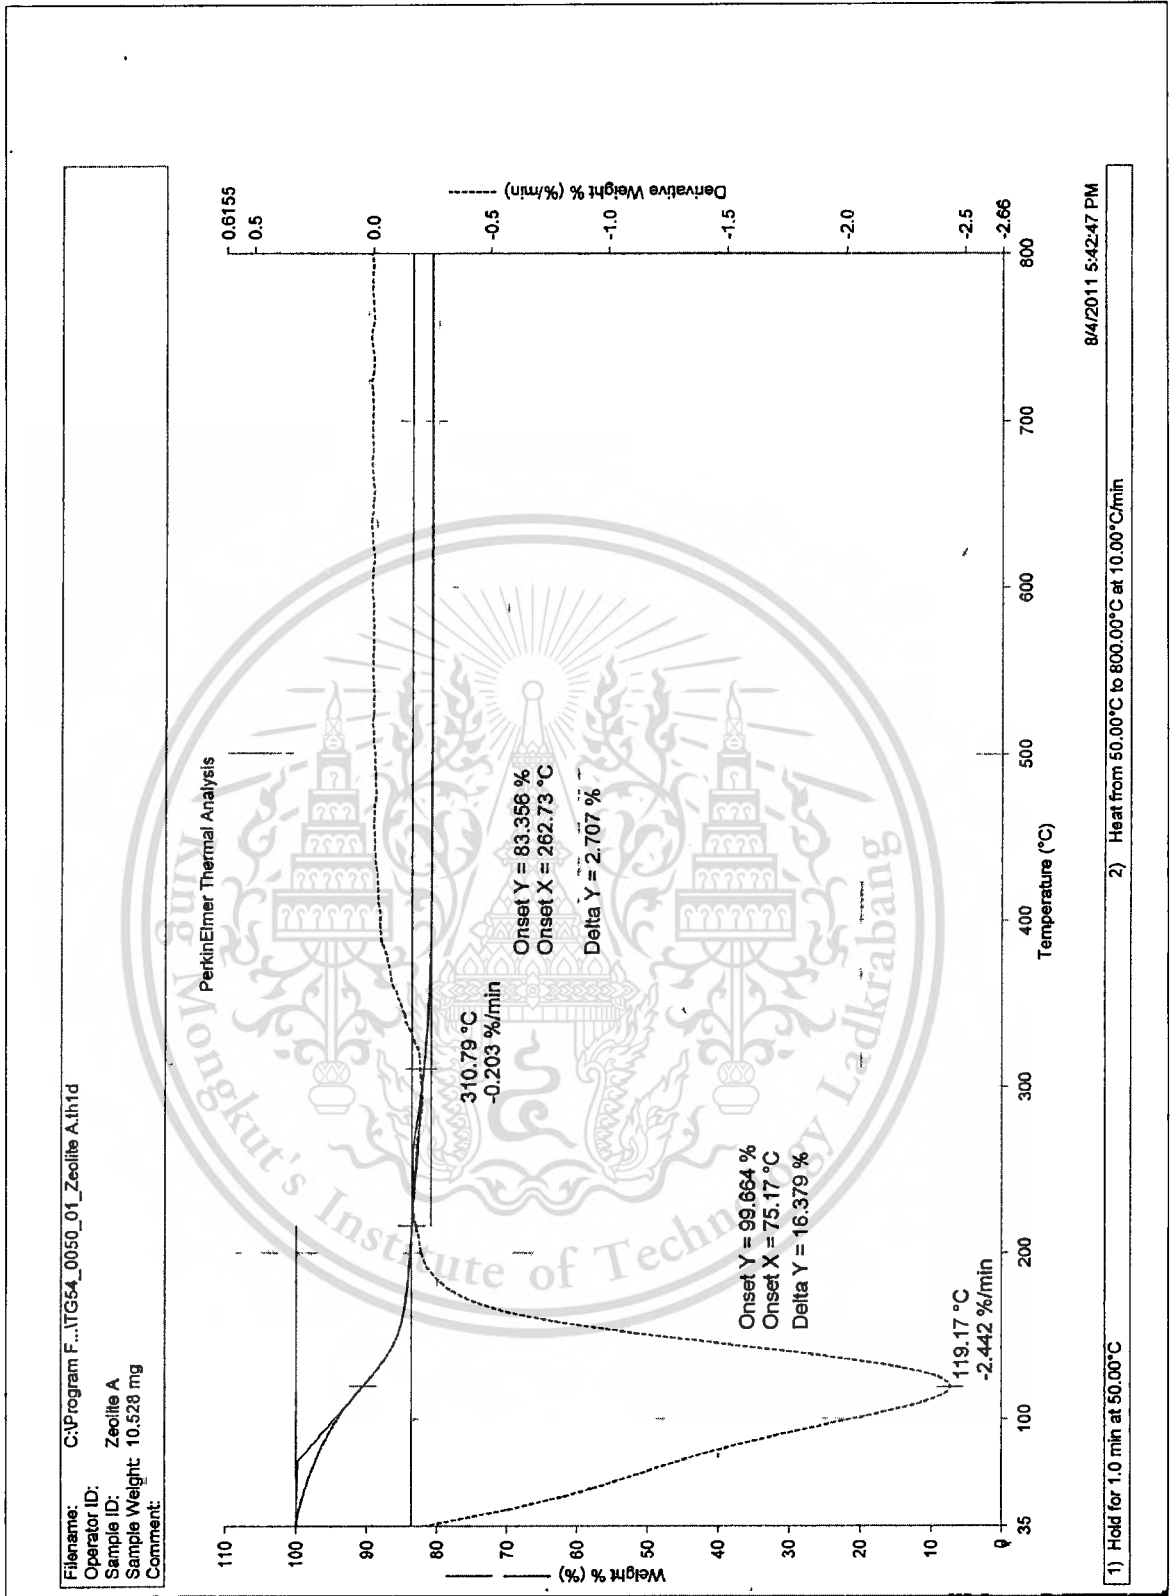 Filename: C:\Program F...\TG54_0050_01_Zeolite A.th1d
Operator ID:
Sample ID: Zeolite A
Sample Weight: 10.528 mg
Comment:
PerkinElmer Thermal Analysis
110
100
90
80
70
60
50
40
30
20
10
0
Weight % (%)
0.6155
0.5
0.0
-0.5
-1.0
-1.5
-2.0
-2.5
-2.66
Derivative Weight % (%/min)
Onset Y = 83.356 %
Onset X = 262.73 °C
Delta Y = 2.707 %
310.79 °C
-0.203 %/min
Onset Y = 99.664 %
Onset X = 75.17 °C
Delta Y = 16.379 %
119.17 °C
-2.442 %/min
35
100
200
300
400
500
600
700
800
Temperature (°C)
King Mongkut's Institute of Technology Ladkrabang
8/4/2011 5:42:47 PM
1) Hold for 1.0 min at 50.00°C
2) Heat from 50.00°C to 800.00°C at 10.00°C/min